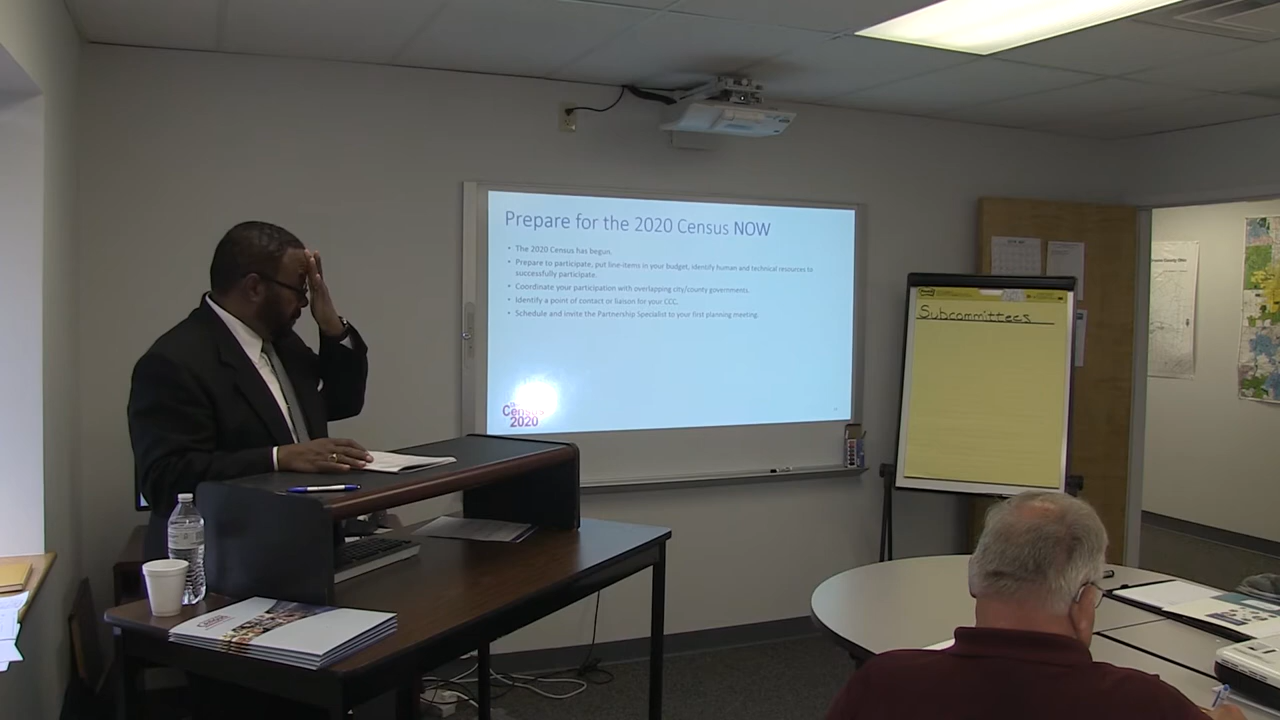 Prepare for the 2020 Census NOW
• The 2020 Census has begun.
• Prepare to participate, put line-items in your budget, identify human and technical resources to
successfully participate.
• Coordinate your participation with overlapping city/county governments.
• Identify a point of contact or liaison for your CCC.
• Schedule and invite the Partnership Specialist to your first planning meeting.
Census
2020
Subcommittees
Census